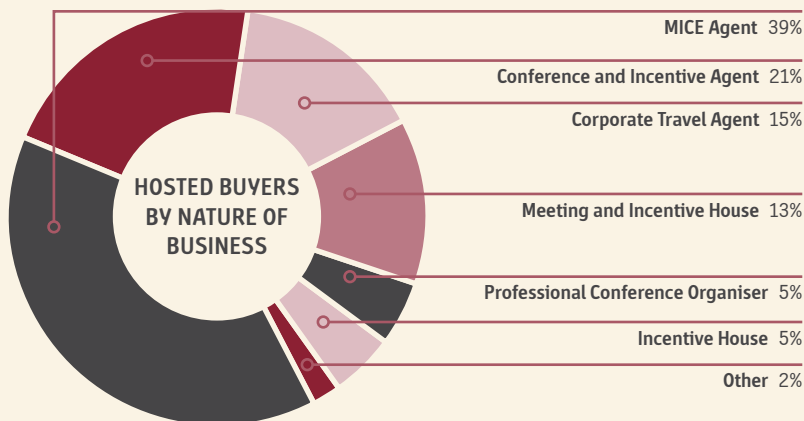 HOSTED BUYERS
BY NATURE OF
BUSINESS
MICE Agent 39%
Conference and Incentive Agent 21%
Corporate Travel Agent 15%
Meeting and Incentive House 13%
Professional Conference Organiser 5%
Incentive House 5%
Other 2%